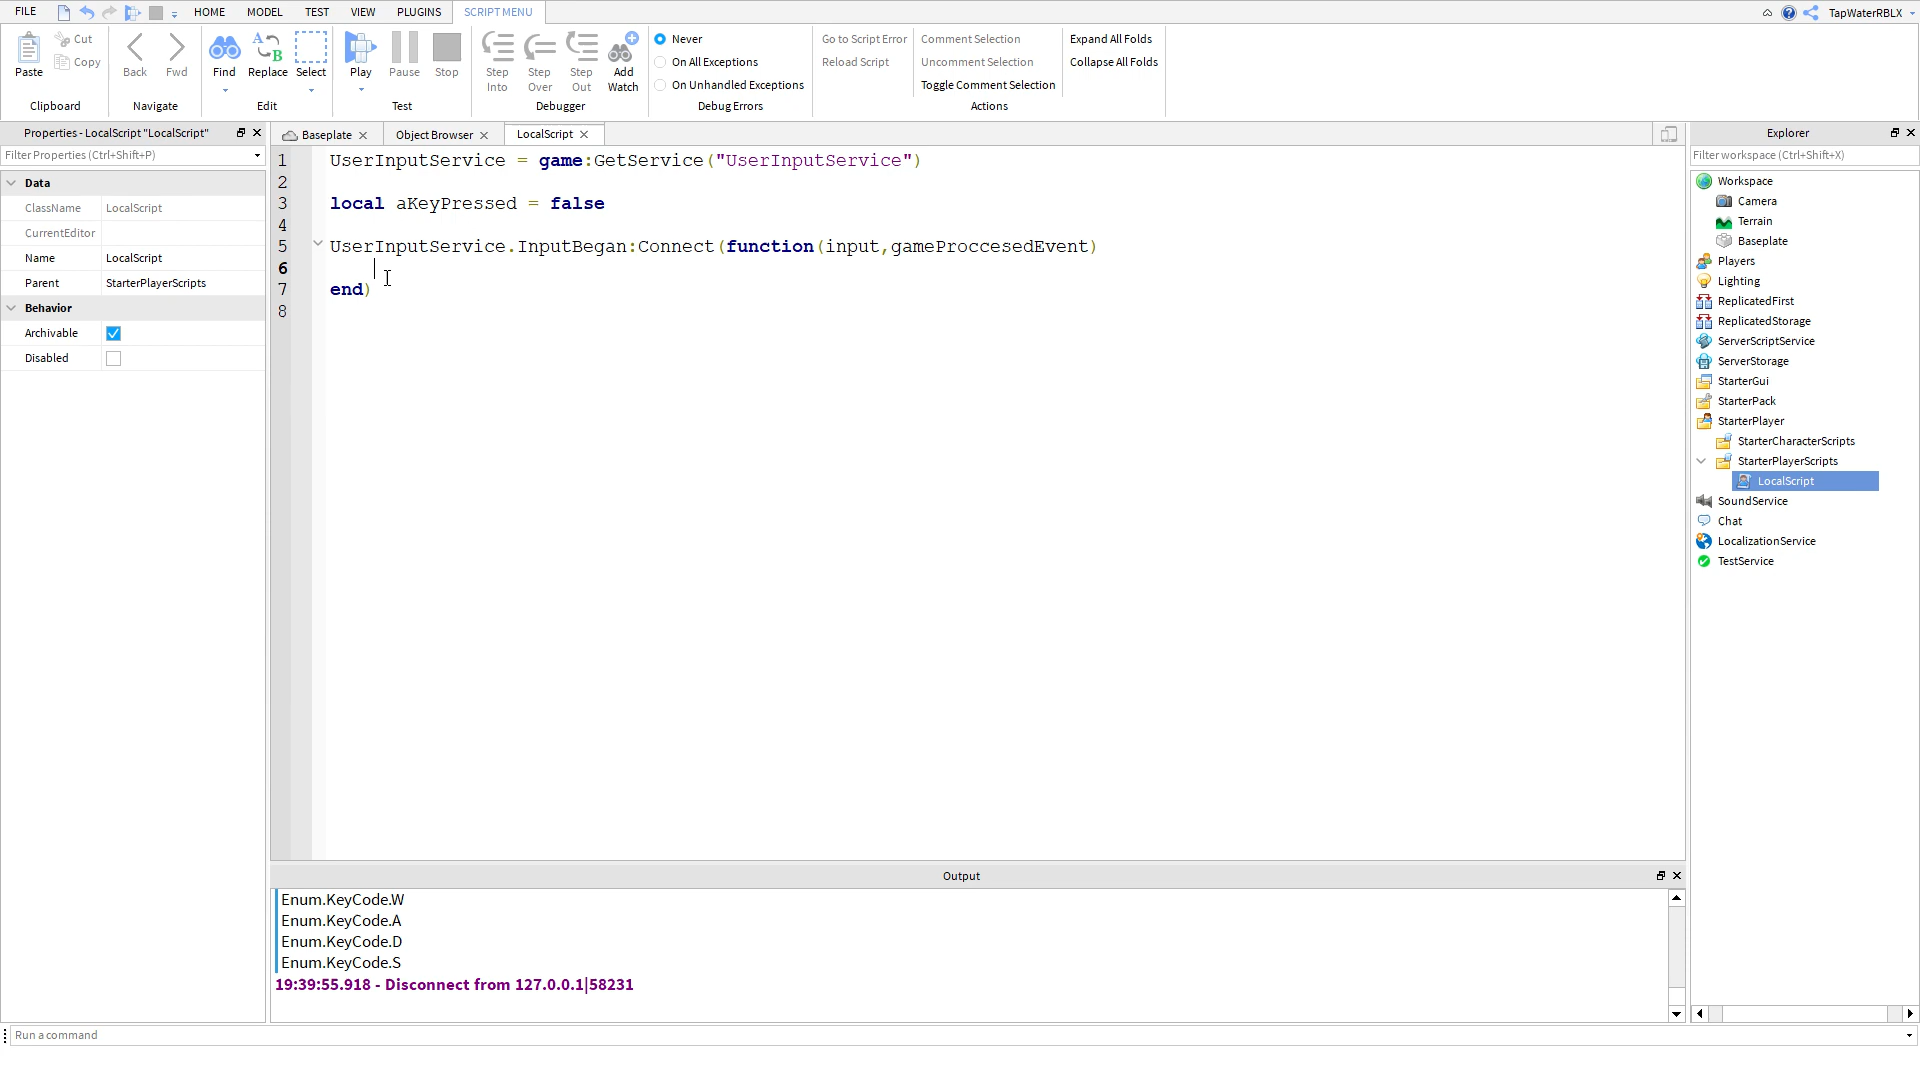 FILE HOME MODEL TEST VIEW PLUGINS SCRIPT MENU TapWaterRBLX
Paste Cut Copy Clipboard
Back Fwd Navigate
Find Replace Select Edit
Play Pause Stop Test
Step Into Step Over Step Out Add Watch Debugger
Never
On All Exceptions
On Unhandled Exceptions
Debug Errors
Go to Script Error
Reload Script
Comment Selection
Uncomment Selection
Toggle Comment Selection
Actions
Expand All Folds
Collapse All Folds
Properties - LocalScript "LocalScript"
Filter Properties (Ctrl+Shift+P)
Data
ClassName LocalScript
CurrentEditor
Name LocalScript
Parent StarterPlayerScripts
Behavior
Archivable
Disabled
Baseplate Object Browser LocalScript
1 UserInputService = game:GetService("UserInputService")
2
3 local aKeyPressed = false
4
5 UserInputService.InputBegan:Connect(function(input,gameProccesedEvent)
6
7 end)
8
Output
Enum.KeyCode.W
Enum.KeyCode.A
Enum.KeyCode.D
Enum.KeyCode.S
19:39:55.918 - Disconnect from 127.0.0.1|58231
Run a command
Explorer
Filter workspace (Ctrl+Shift+X)
Workspace
Camera
Terrain
Baseplate
Players
Lighting
ReplicatedFirst
ReplicatedStorage
ServerScriptService
ServerStorage
StarterGui
StarterPack
StarterPlayer
StarterCharacterScripts
StarterPlayerScripts
LocalScript
SoundService
Chat
LocalizationService
TestService